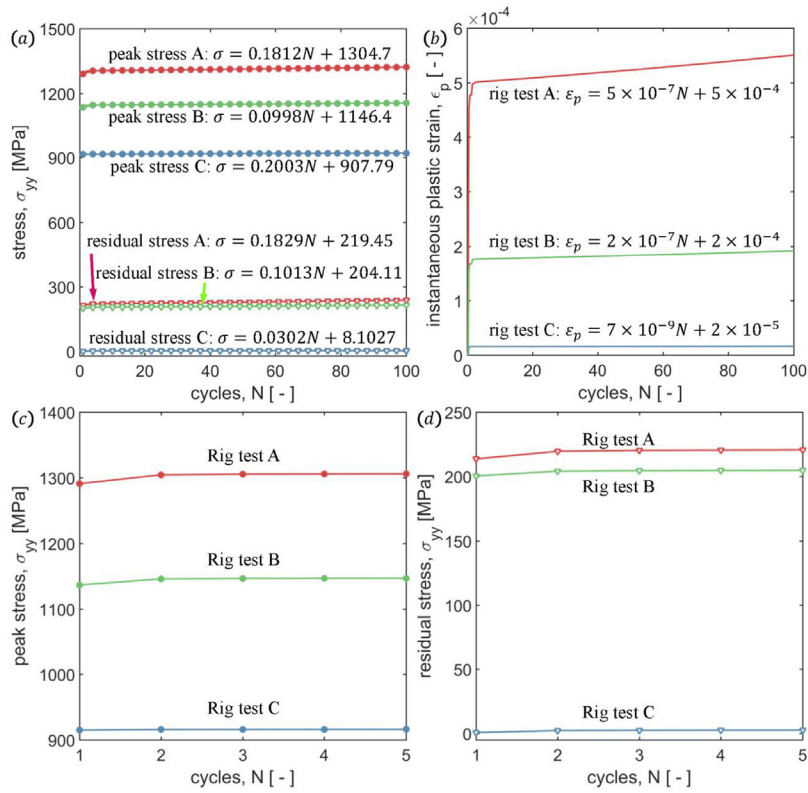 (a)
1500
1200
900
600
300
0
stress, σyy [MPa]
peak stress A: σ = 0.1812N + 1304.7
peak stress B: σ = 0.0998N + 1146.4
peak stress C: σ = 0.2003N + 907.79
residual stress A: σ = 0.1829N + 219.45
residual stress B: σ = 0.1013N + 204.11
residual stress C: σ = 0.0302N + 8.1027
0 20 40 60 80 100
cycles, N [ - ]
(b)
6 ×10⁻⁴
5 ×10⁻⁴
4 ×10⁻⁴
2 ×10⁻⁴
0
instantaneous plastic strain, ϵp [ - ]
rig test A: εp = 5 × 10⁻⁷N + 5 × 10⁻⁴
rig test B: εp = 2 × 10⁻⁷N + 2 × 10⁻⁴
rig test C: εp = 7 × 10⁻⁹N + 2 × 10⁻⁵
0 20 40 60 80 100
cycles, N [ - ]
(c)
1400
1300
1200
1100
1000
900
peak stress, σyy [MPa]
Rig test A
Rig test B
Rig test C
1 2 3 4 5
cycles, N [ - ]
(d)
250
200
150
100
50
0
residual stress, σyy [MPa]
Rig test A
Rig test B
Rig test C
1 2 3 4 5
cycles, N [ - ]